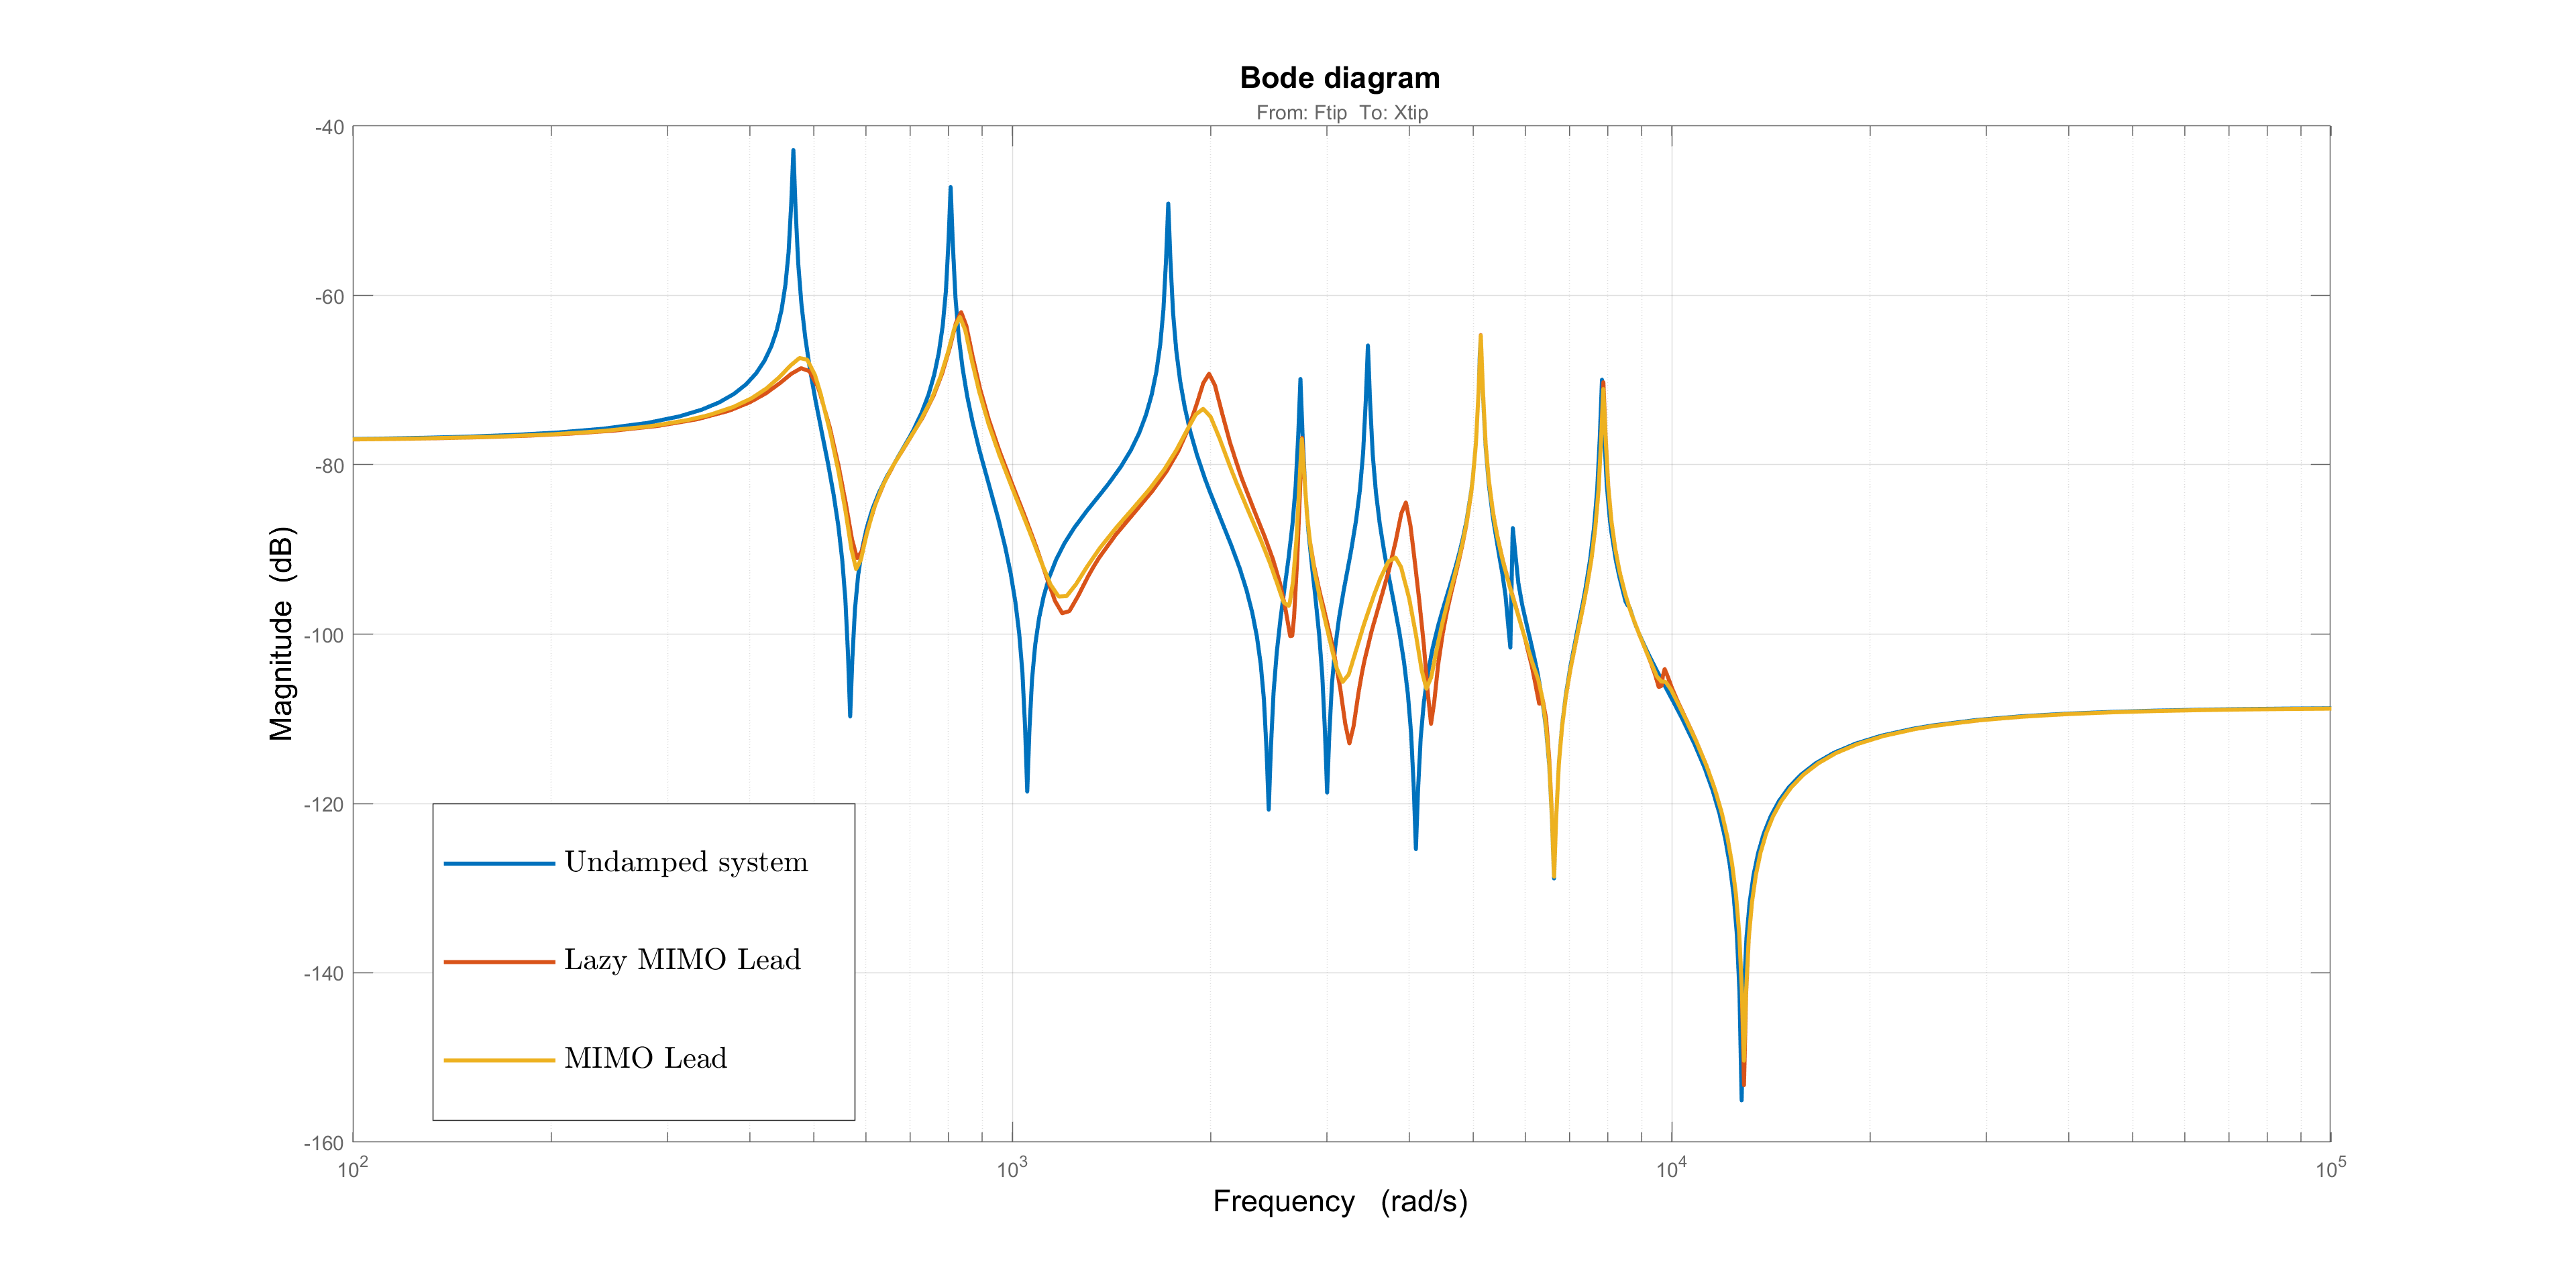 Bode diagram
From: Ftip To: Xtip
Magnitude (dB)
-40
-60
-80
-100
-120
-140
-160
Undamped system
Lazy MIMO Lead
MIMO Lead
10² 10³ 10⁴ 10⁵
Frequency (rad/s)